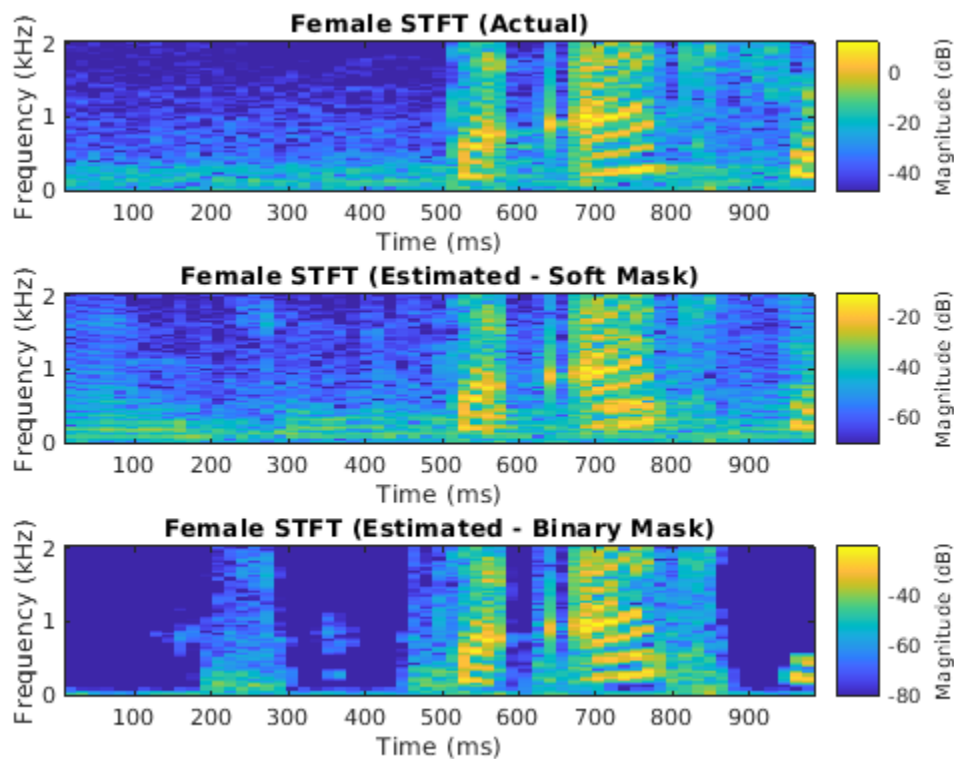 Female STFT (Actual)
Frequency (kHz)
2
1
0
100 200 300 400 500 600 700 800 900
Time (ms)
0
-20
-40
Magnitude (dB)
Female STFT (Estimated - Soft Mask)
Frequency (kHz)
2
1
0
100 200 300 400 500 600 700 800 900
Time (ms)
-20
-40
-60
Magnitude (dB)
Female STFT (Estimated - Binary Mask)
Frequency (kHz)
2
1
0
100 200 300 400 500 600 700 800 900
Time (ms)
-40
-60
-80
Magnitude (dB)